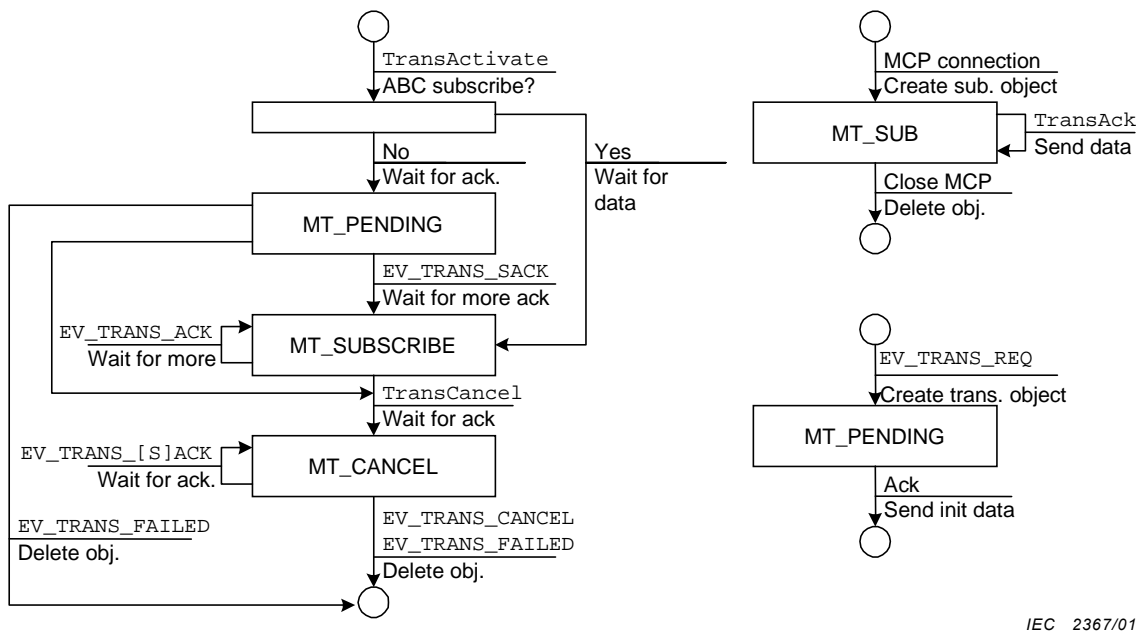 TransActivate
ABC subscribe?
No
Wait for ack.
Yes
Wait for
data
MT_PENDING
EV_TRANS_SACK
Wait for more ack
EV_TRANS_ACK
Wait for more
MT_SUBSCRIBE
TransCancel
Wait for ack
EV_TRANS_[S]ACK
Wait for ack.
MT_CANCEL
EV_TRANS_FAILED
Delete obj.
EV_TRANS_CANCEL
EV_TRANS_FAILED
Delete obj.
MCP connection
Create sub. object
MT_SUB
TransAck
Send data
Close MCP
Delete obj.
EV_TRANS_REQ
Create trans. object
MT_PENDING
Ack
Send init data
IEC 2367/01